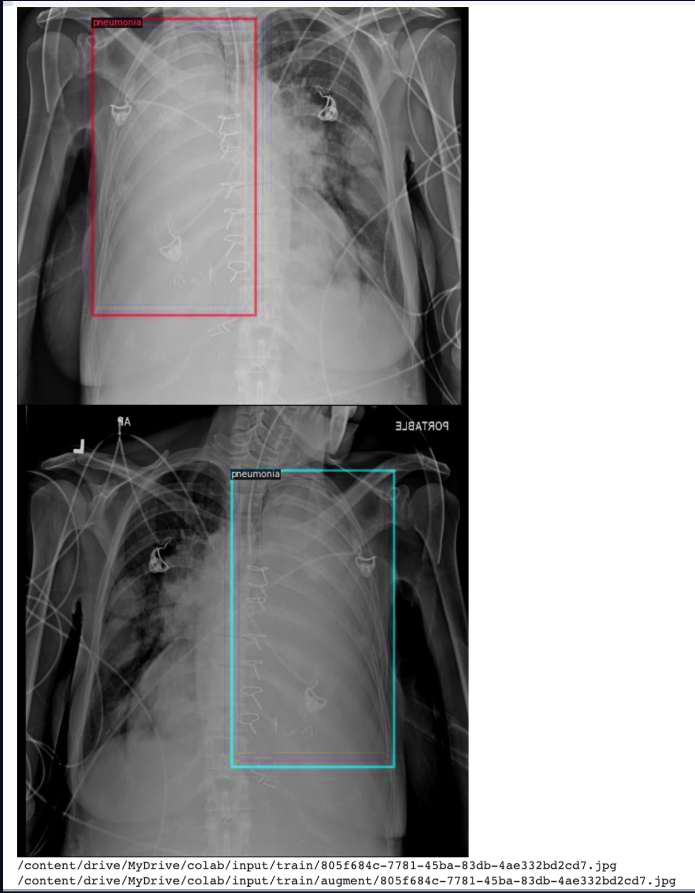 pneumonia
AP
PORTABLE
L
pneumonia
/content/drive/MyDrive/colab/input/train/805f684c-7781-45ba-83db-4ae332bd2cd7.jpg
/content/drive/MyDrive/colab/input/train/augment/805f684c-7781-45ba-83db-4ae332bd2cd7.jpg